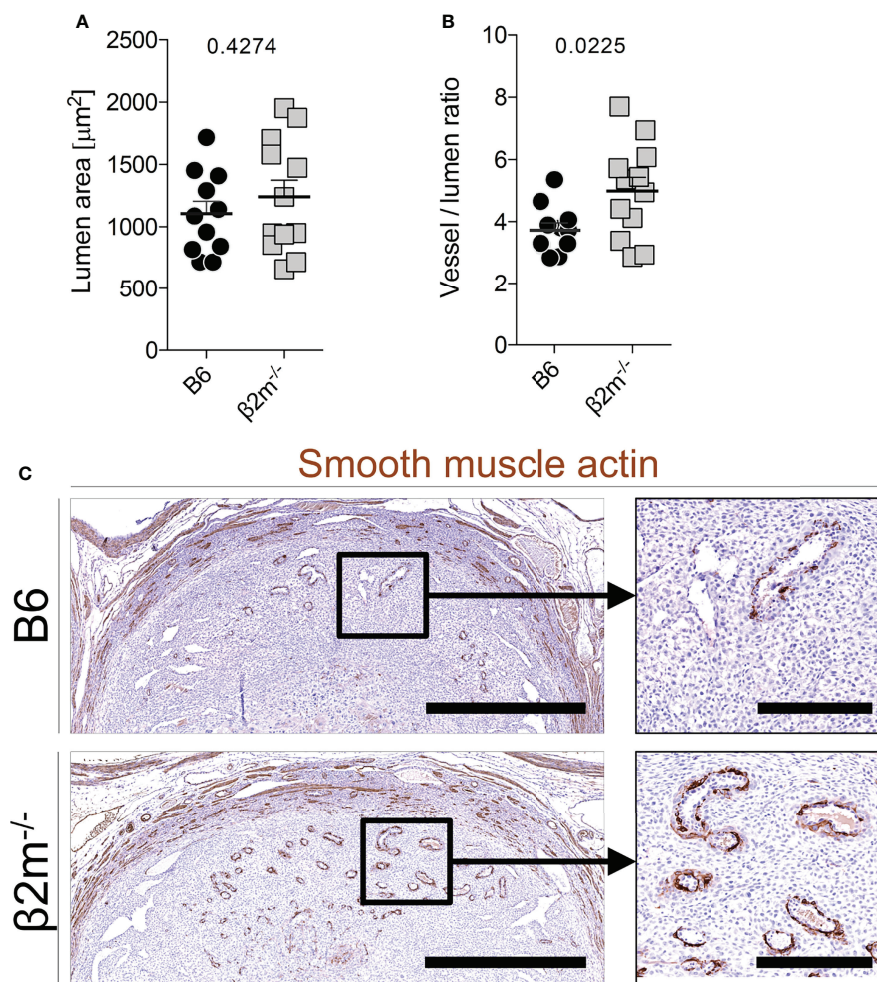 A
0.4274
Lumen area [μm²]
2500
2000
1500
1000
500
0
B6
β2m⁻/⁻
B
0.0225
Vessel / lumen ratio
10
8
6
4
2
0
B6
β2m⁻/⁻
C
Smooth muscle actin
B6
β2m⁻/⁻